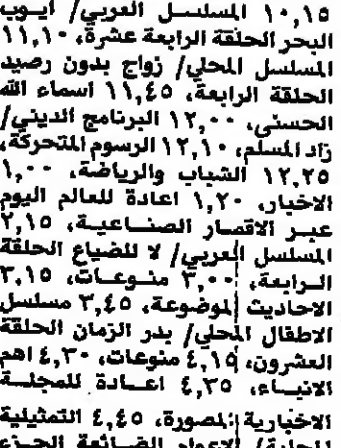 ١٠,١٥ المسلسل العربي/ ايوب
البحر الحلقة الرابعة عشرة، ١١,١٠
المسلسل المحلي/ زواج بدون رصيد
الحلقة الرابعة، ١١,٤٥ اسماء الله
الحسنى، ١٢,٠٠ البرنامج الديني/
زاد المسلم، ١٢,١٠ الرسوم المتحركة،
١٢,٢٥ الشباب والرياضة، ١,٠٠
الاخبار، ١,٢٠ اعادة للعالم اليوم
عبر الاقمار الصناعية، ٢,١٥
المسلسل العربي/ لا للضياع الحلقة
الرابعة، ٣,٠٠ منوعات، ٣,١٥
الاحاديث الموضوعة، ٣,٤٥ مسلسل
الاطفال المحلي/ بدر الزمان الحلقة
العشرون، ٤,١٥ منوعات، ٤,٣٠ اهم
الانباء، ٤,٣٥ اعادة للمجلة
الاخبارية المصورة، ٤,٤٥ التمثيلية
الضائعة الجزء